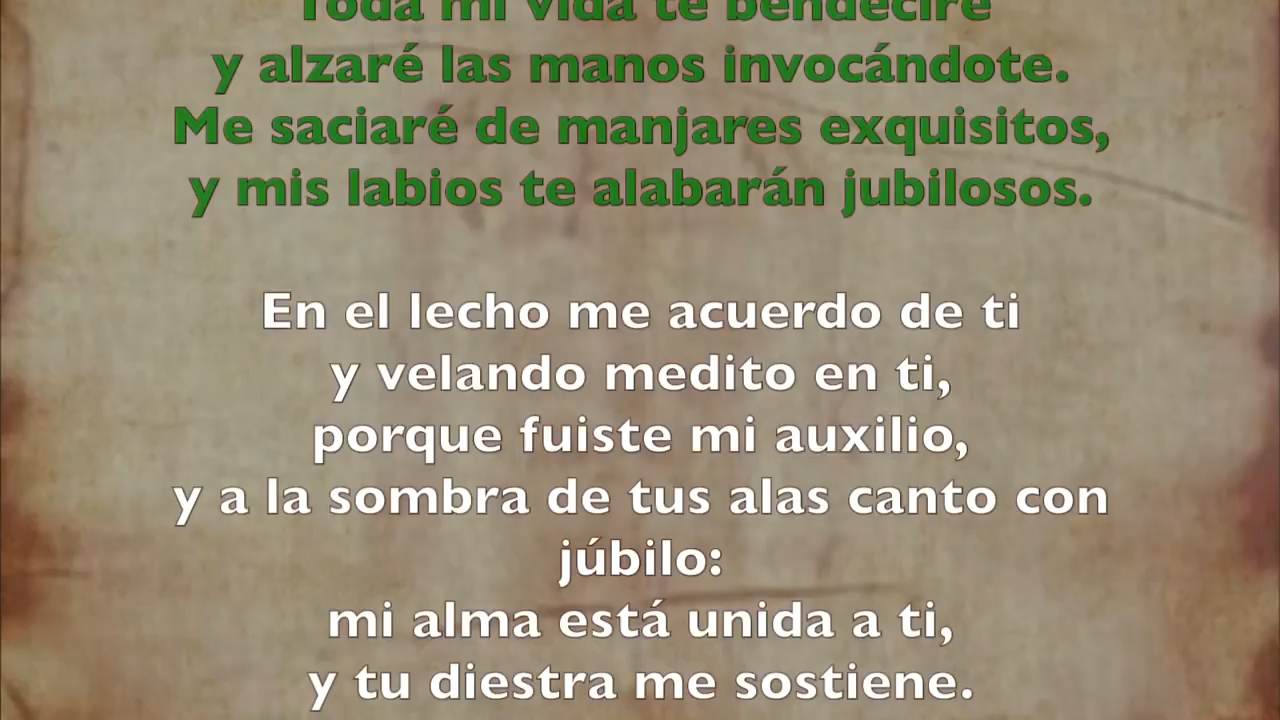 Toda mi vida te bendeciré
y alzaré las manos invocándote.
Me saciaré de manjares exquisitos,
y mis labios te alabarán jubilosos.
En el lecho me acuerdo de ti
y velando medito en ti,
porque fuiste mi auxilio,
y a la sombra de tus alas canto con
júbilo:
mi alma está unida a ti,
y tu diestra me sostiene.